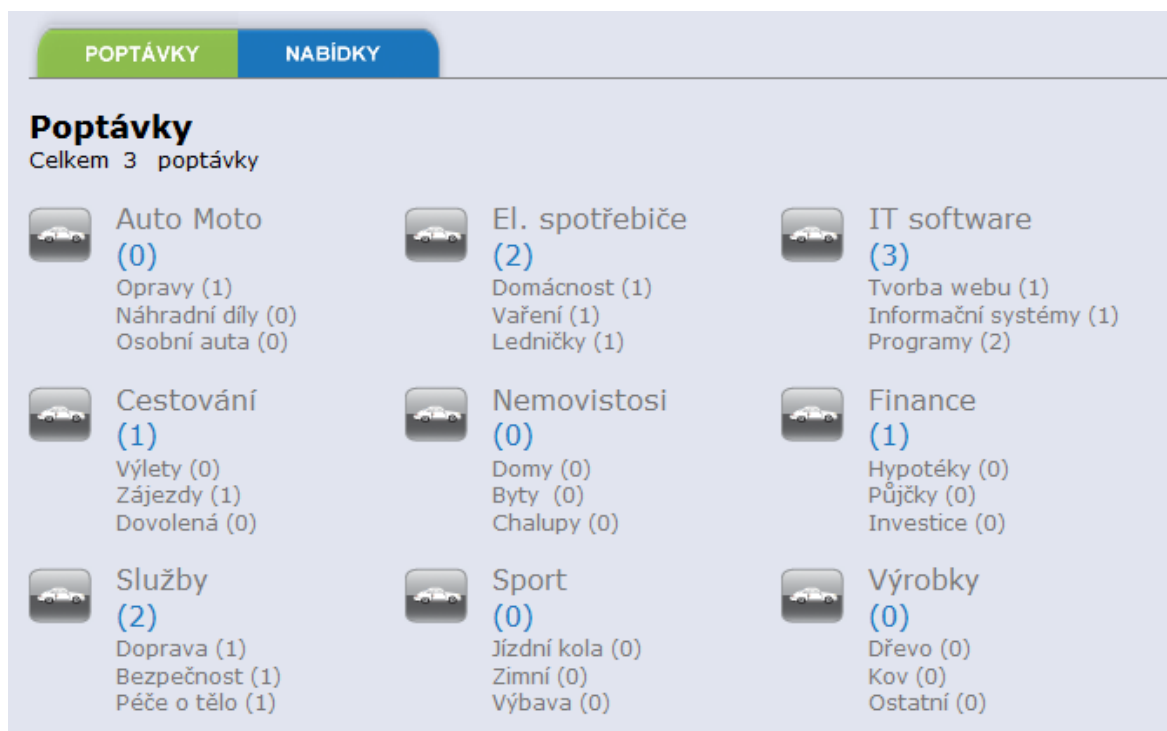 POPTÁVKY NABÍDKY
Poptávky
Celkem 3 poptávky
Auto Moto
(0)
Opravy (1)
Náhradní díly (0)
Osobní auta (0)
El. spotřebiče
(2)
Domácnost (1)
Vaření (1)
Ledničky (1)
IT software
(3)
Tvorba webu (1)
Informační systémy (1)
Programy (2)
Cestování
(1)
Výlety (0)
Zájezdy (1)
Dovolená (0)
Nemovistosi
(0)
Domy (0)
Byty (0)
Chalupy (0)
Finance
(1)
Hypotéky (0)
Půjčky (0)
Investice (0)
Služby
(2)
Doprava (1)
Bezpečnost (1)
Péče o tělo (1)
Sport
(0)
Jízdní kola (0)
Zimní (0)
Výbava (0)
Výrobky
(0)
Dřevo (0)
Kov (0)
Ostatní (0)